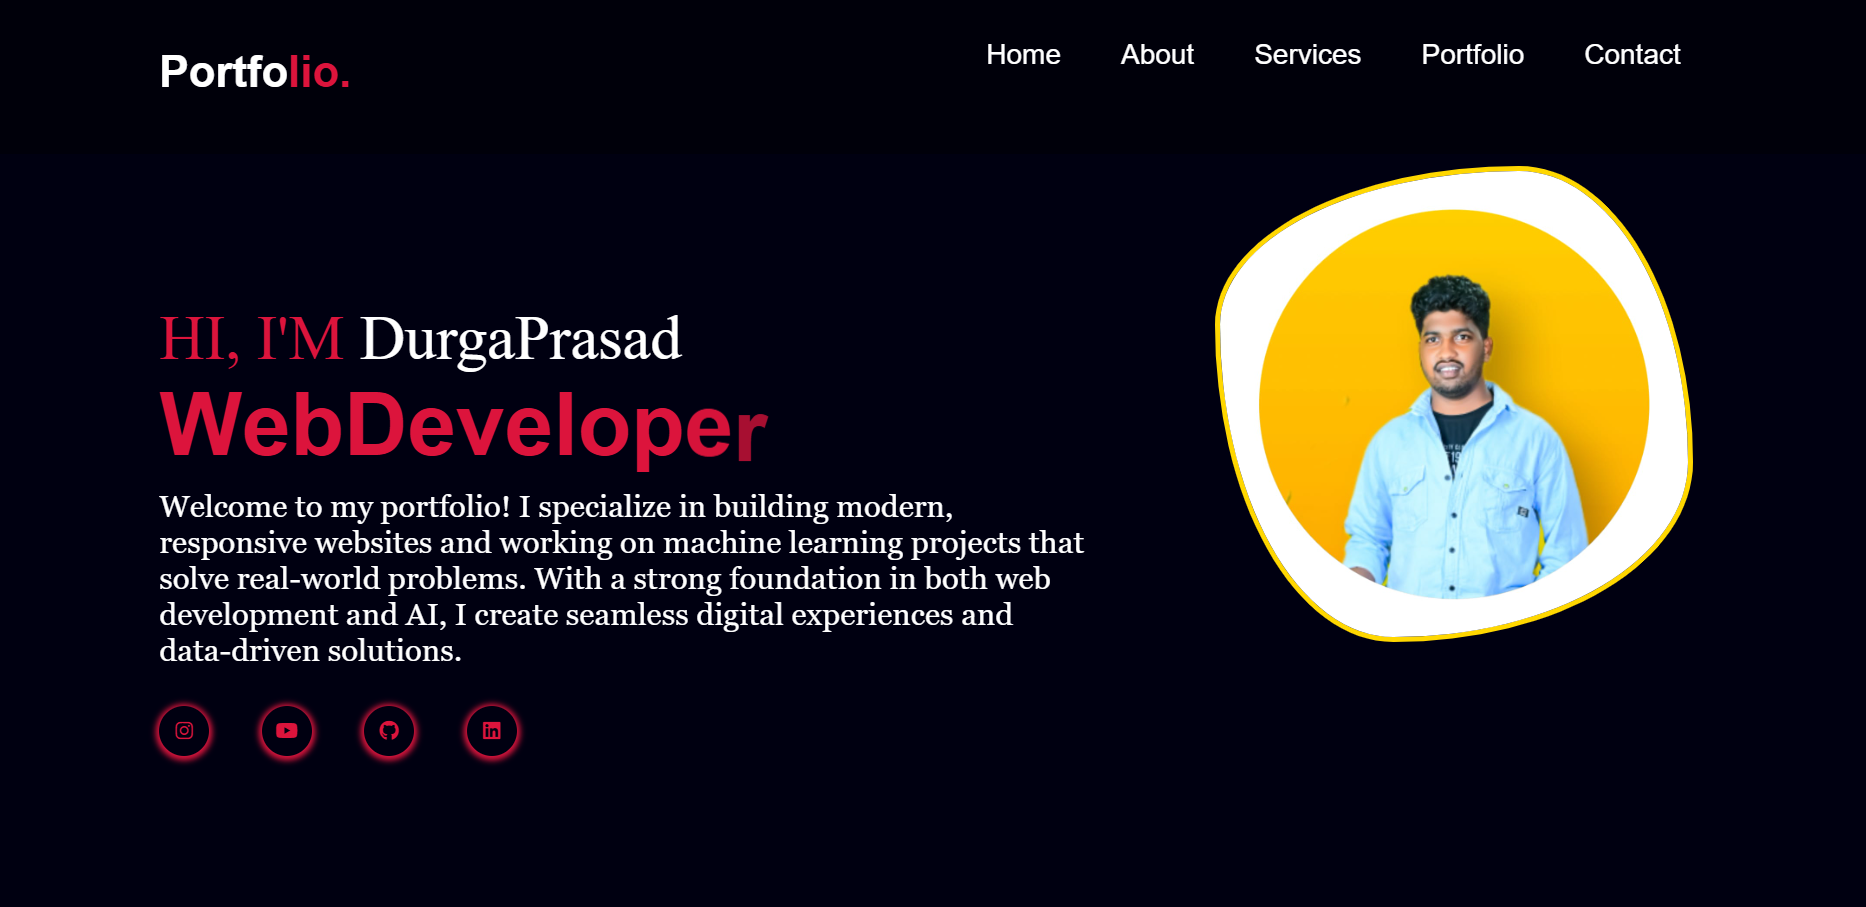 Portfolio.
Home About Services Portfolio Contact
HI, I'M DurgaPrasad
WebDeveloper
Welcome to my portfolio! I specialize in building modern,
responsive websites and working on machine learning projects that
solve real-world problems. With a strong foundation in both web
development and AI, I create seamless digital experiences and
data-driven solutions.